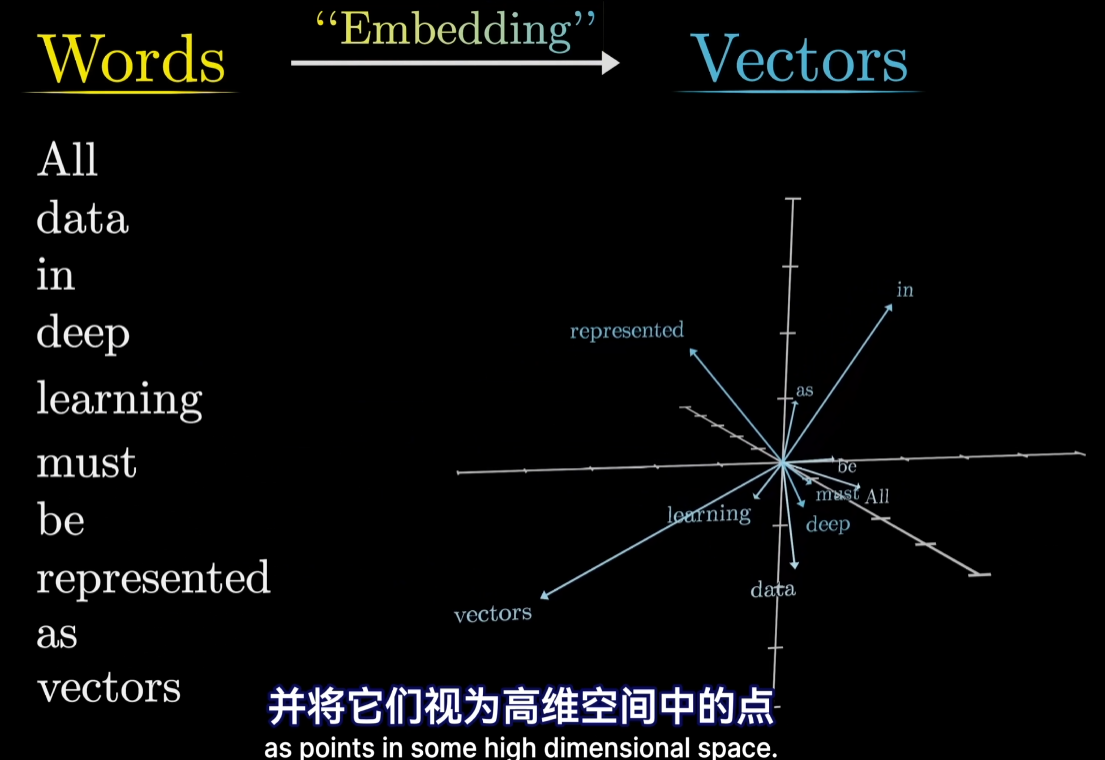 Words
“Embedding”
Vectors
All
data
in
deep
learning
must
be
represented
as
vectors
in
represented
as
be
must
All
learning
deep
data
vectors
并将它们视为高维空间中的点
as points in some high dimensional space.